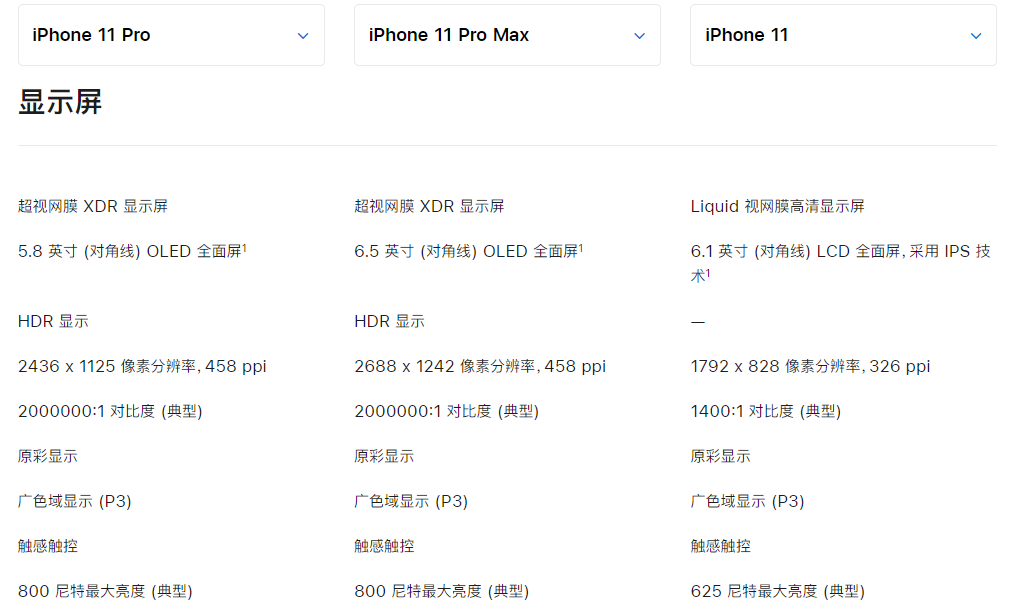 iPhone 11 Pro
iPhone 11 Pro Max
iPhone 11
显示屏
超视网膜 XDR 显示屏
超视网膜 XDR 显示屏
Liquid 视网膜高清显示屏
5.8 英寸 (对角线) OLED 全面屏¹
6.5 英寸 (对角线) OLED 全面屏¹
6.1 英寸 (对角线) LCD 全面屏, 采用 IPS 技
术¹
HDR 显示
HDR 显示
—
2436 x 1125 像素分辨率, 458 ppi
2688 x 1242 像素分辨率, 458 ppi
1792 x 828 像素分辨率, 326 ppi
2000000:1 对比度 (典型)
2000000:1 对比度 (典型)
1400:1 对比度 (典型)
原彩显示
原彩显示
原彩显示
广色域显示 (P3)
广色域显示 (P3)
广色域显示 (P3)
触感触控
触感触控
触感触控
800 尼特最大亮度 (典型)
800 尼特最大亮度 (典型)
625 尼特最大亮度 (典型)